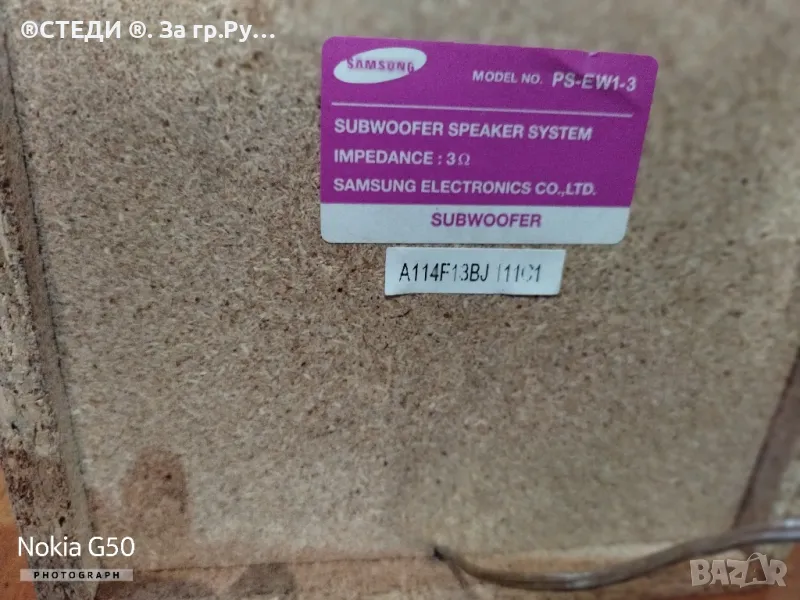 ®СТЕДИ ®. За гр.Ру...
SAMSUNG
MODEL NO. PS-EW1-3
SUBWOOFER SPEAKER SYSTEM
IMPEDANCE : 3Ω
SAMSUNG ELECTRONICS CO.,LTD.
SUBWOOFER
A114F13BJ I11C1
Nokia G50
PHOTOGRAPH
BAZAR